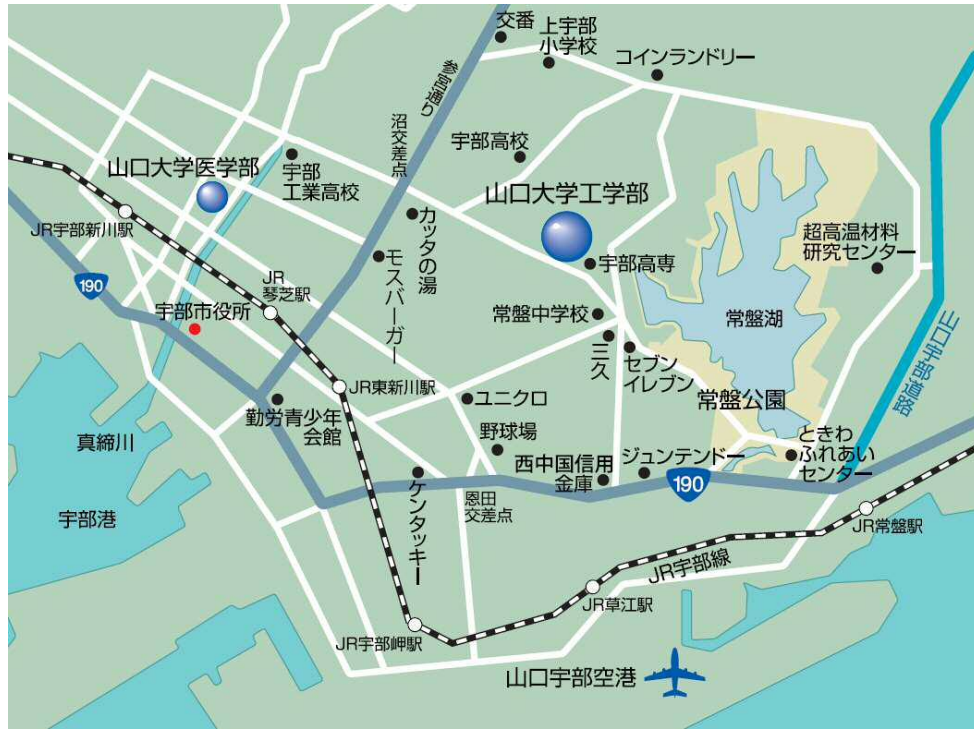 交番
上宇部
小学校
コインランドリー
参宮通り
沼交差点
宇部高校
山口大学医学部
宇部
工業高校
山口大学工学部
カッタの湯
モスバーガー
宇部高専
超高温材料
研究センター
JR宇部新川駅
190
JR
琴芝駅
宇部市役所
常盤中学校
三久
セブン
イレブン
常盤湖
山口宇部道路
JR東新川駅
勤労青少年
会館
ユニクロ
常盤公園
真締川
野球場
西中国信用
金庫
ジュンテンドー
ときわ
ふれあい
センター
190
ケンタッキー
恩田
交差点
宇部港
JR常盤駅
JR宇部線
JR草江駅
JR宇部岬駅
山口宇部空港